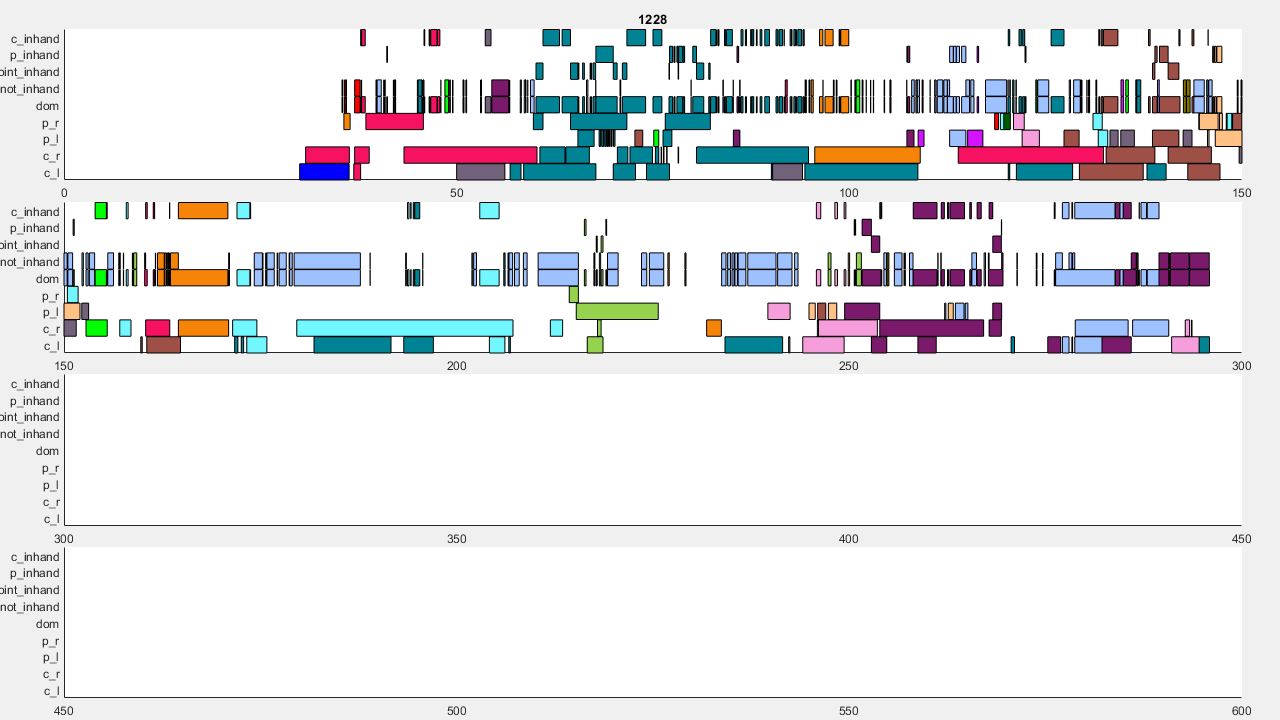 1228
c_inhand
p_inhand
oint_inhand
not_inhand
dom
p_r
p_l
c_r
c_l
0 50 100 150
c_inhand
p_inhand
oint_inhand
not_inhand
dom
p_r
p_l
c_r
c_l
150 200 250 300
c_inhand
p_inhand
oint_inhand
not_inhand
dom
p_r
p_l
c_r
c_l
300 350 400 450
c_inhand
p_inhand
oint_inhand
not_inhand
dom
p_r
p_l
c_r
c_l
450 500 550 600